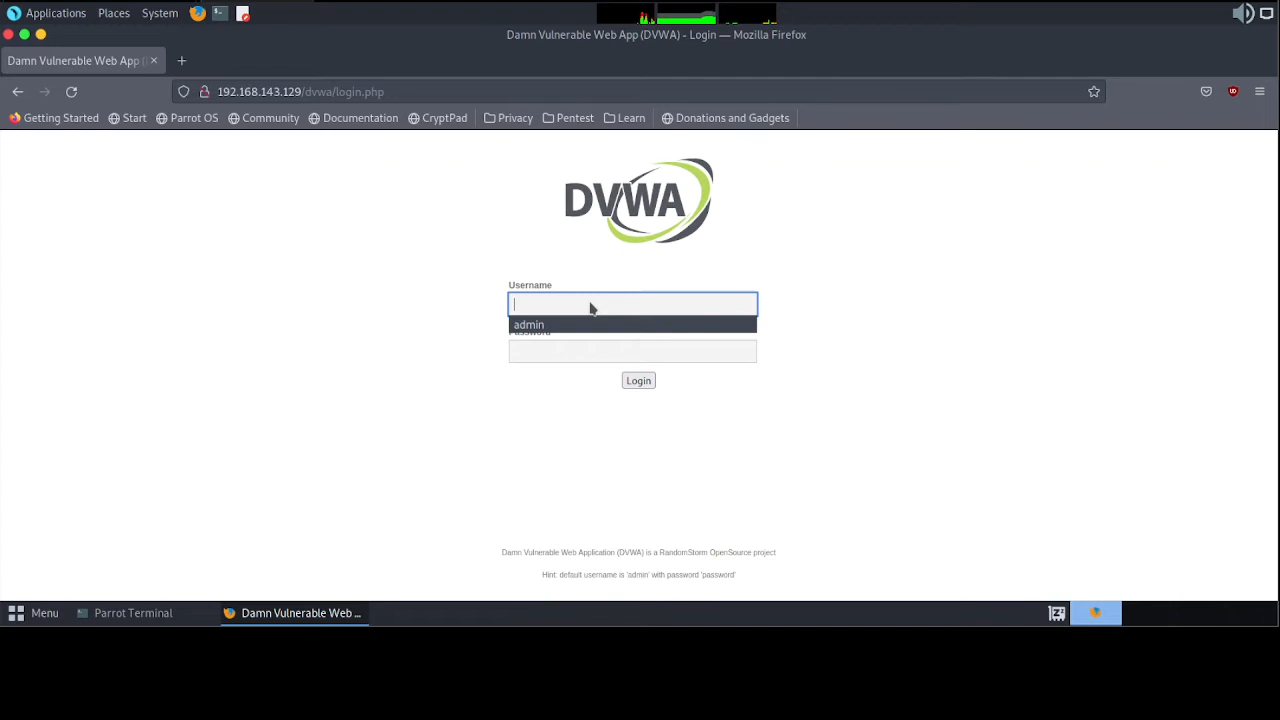 Applications Places System
Damn Vulnerable Web App (DVWA) - Login — Mozilla Firefox
Damn Vulnerable Web App (
192.168.143.129/dvwa/login.php
Getting Started Start Parrot OS Community Documentation CryptPad Privacy Pentest Learn Donations and Gadgets
DVWA
Username
admin
Password
Login
Damn Vulnerable Web Application (DVWA) is a RandomStorm OpenSource project
Hint: default username is 'admin' with password 'password'
Menu Parrot Terminal Damn Vulnerable Web ...